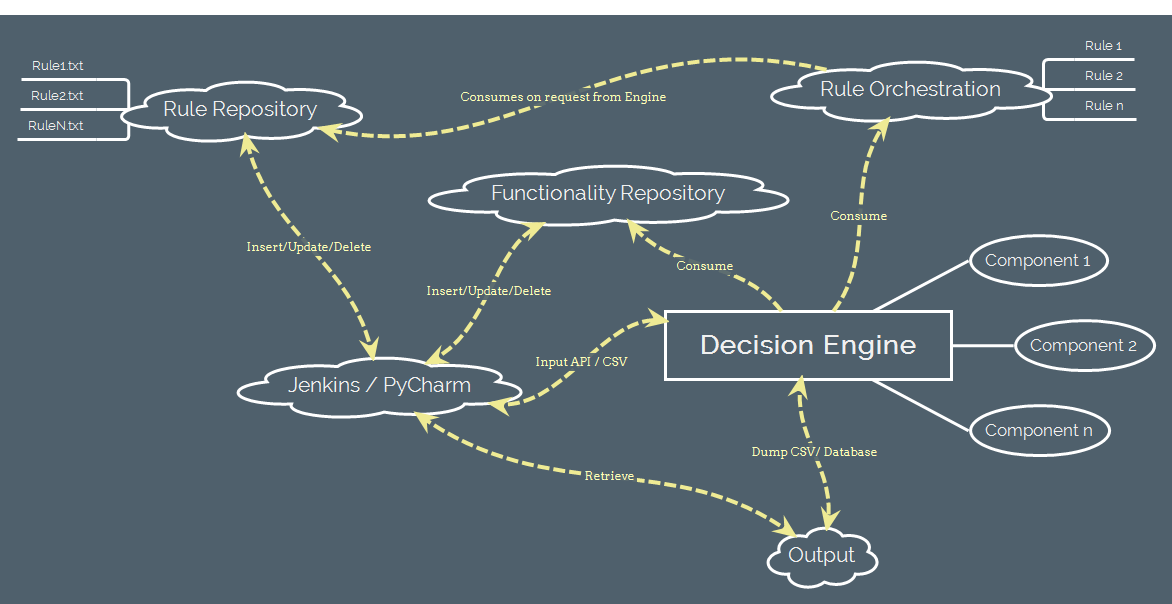 Rule 1
Rule1.txt
Rule 2
Rule Orchestration
Rule2.txt
Consumes on request from Engine
Rule n
Rule Repository
RuleN.txt
Functionality Repository
Consume
Insert/Update/Delete
Component 1
Consume
Insert/Update/Delete
Decision Engine
Component 2
Input API / CSV
Jenkins / PyCharm
Component n
Dump CSV/ Database
Retrieve
Output